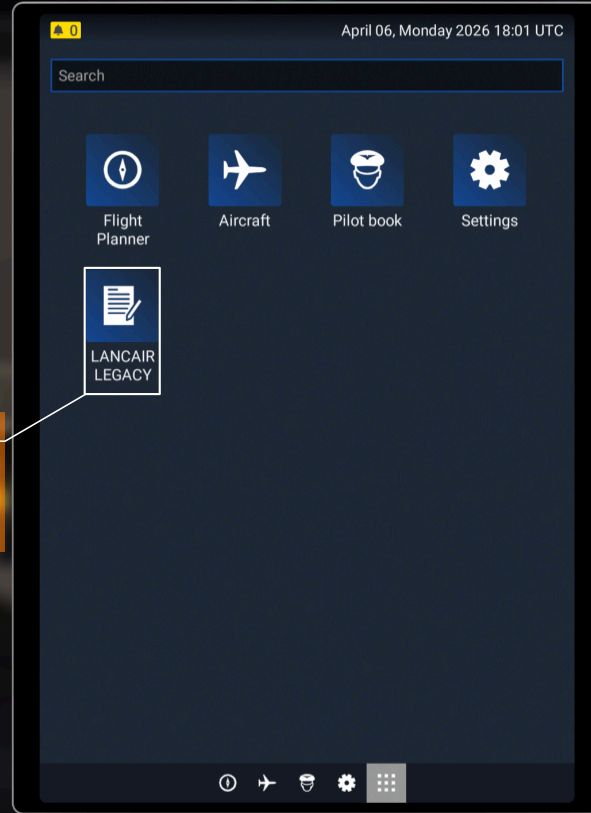 0
April 06, Monday 2026 18:01 UTC
Search
Flight
Planner
Aircraft
Pilot book
Settings
LANCAIR
LEGACY